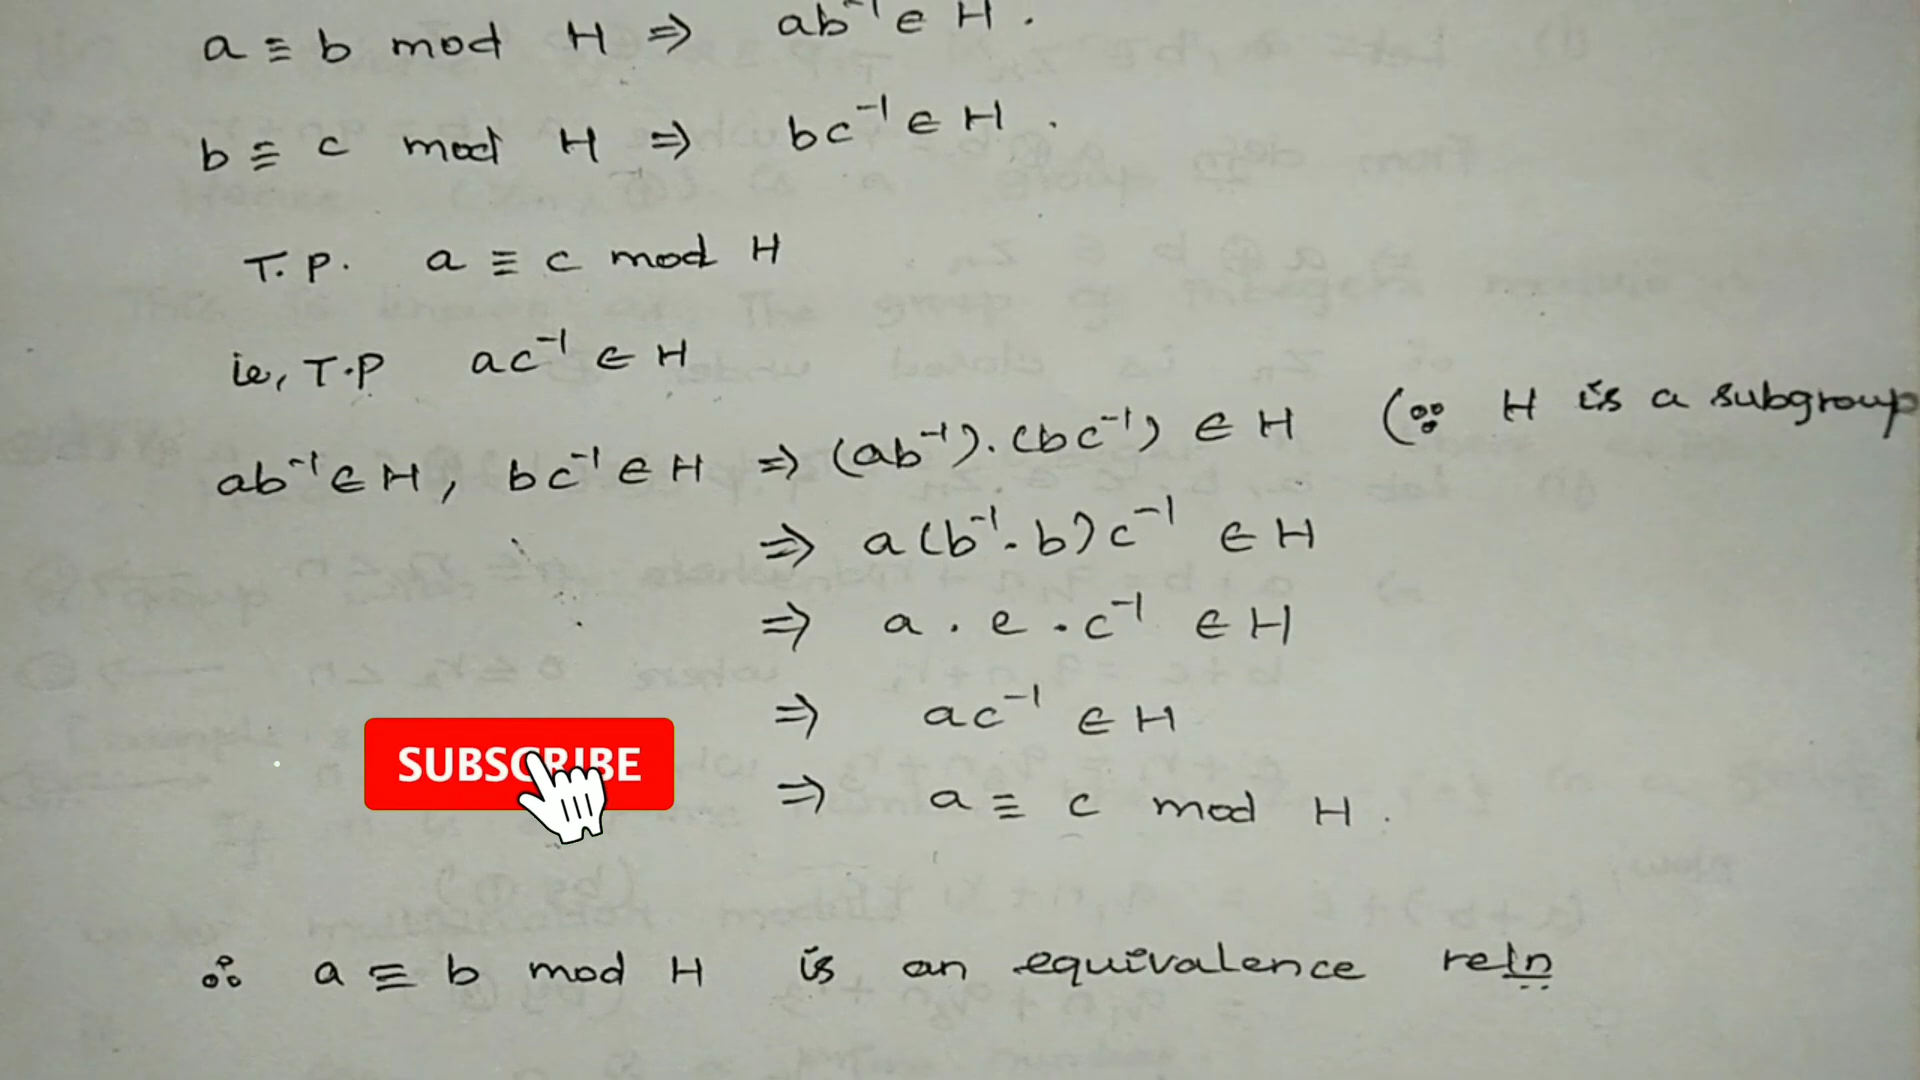 a ≡ b mod H ⇒ ab⁻¹ ∈ H .
b ≡ c mod H ⇒ bc⁻¹ ∈ H .
T.P. a ≡ c mod H
ie, T.P ac⁻¹ ∈ H
ab⁻¹ ∈ H, bc⁻¹ ∈ H ⇒ (ab⁻¹).(bc⁻¹) ∈ H (∵ H is a subgroup
⇒ a(b⁻¹.b)c⁻¹ ∈ H
⇒ a . e . c⁻¹ ∈ H
⇒ ac⁻¹ ∈ H
SUBSCRIBE
⇒ a ≡ c mod H .
∴ a ≡ b mod H is an equivalence reln